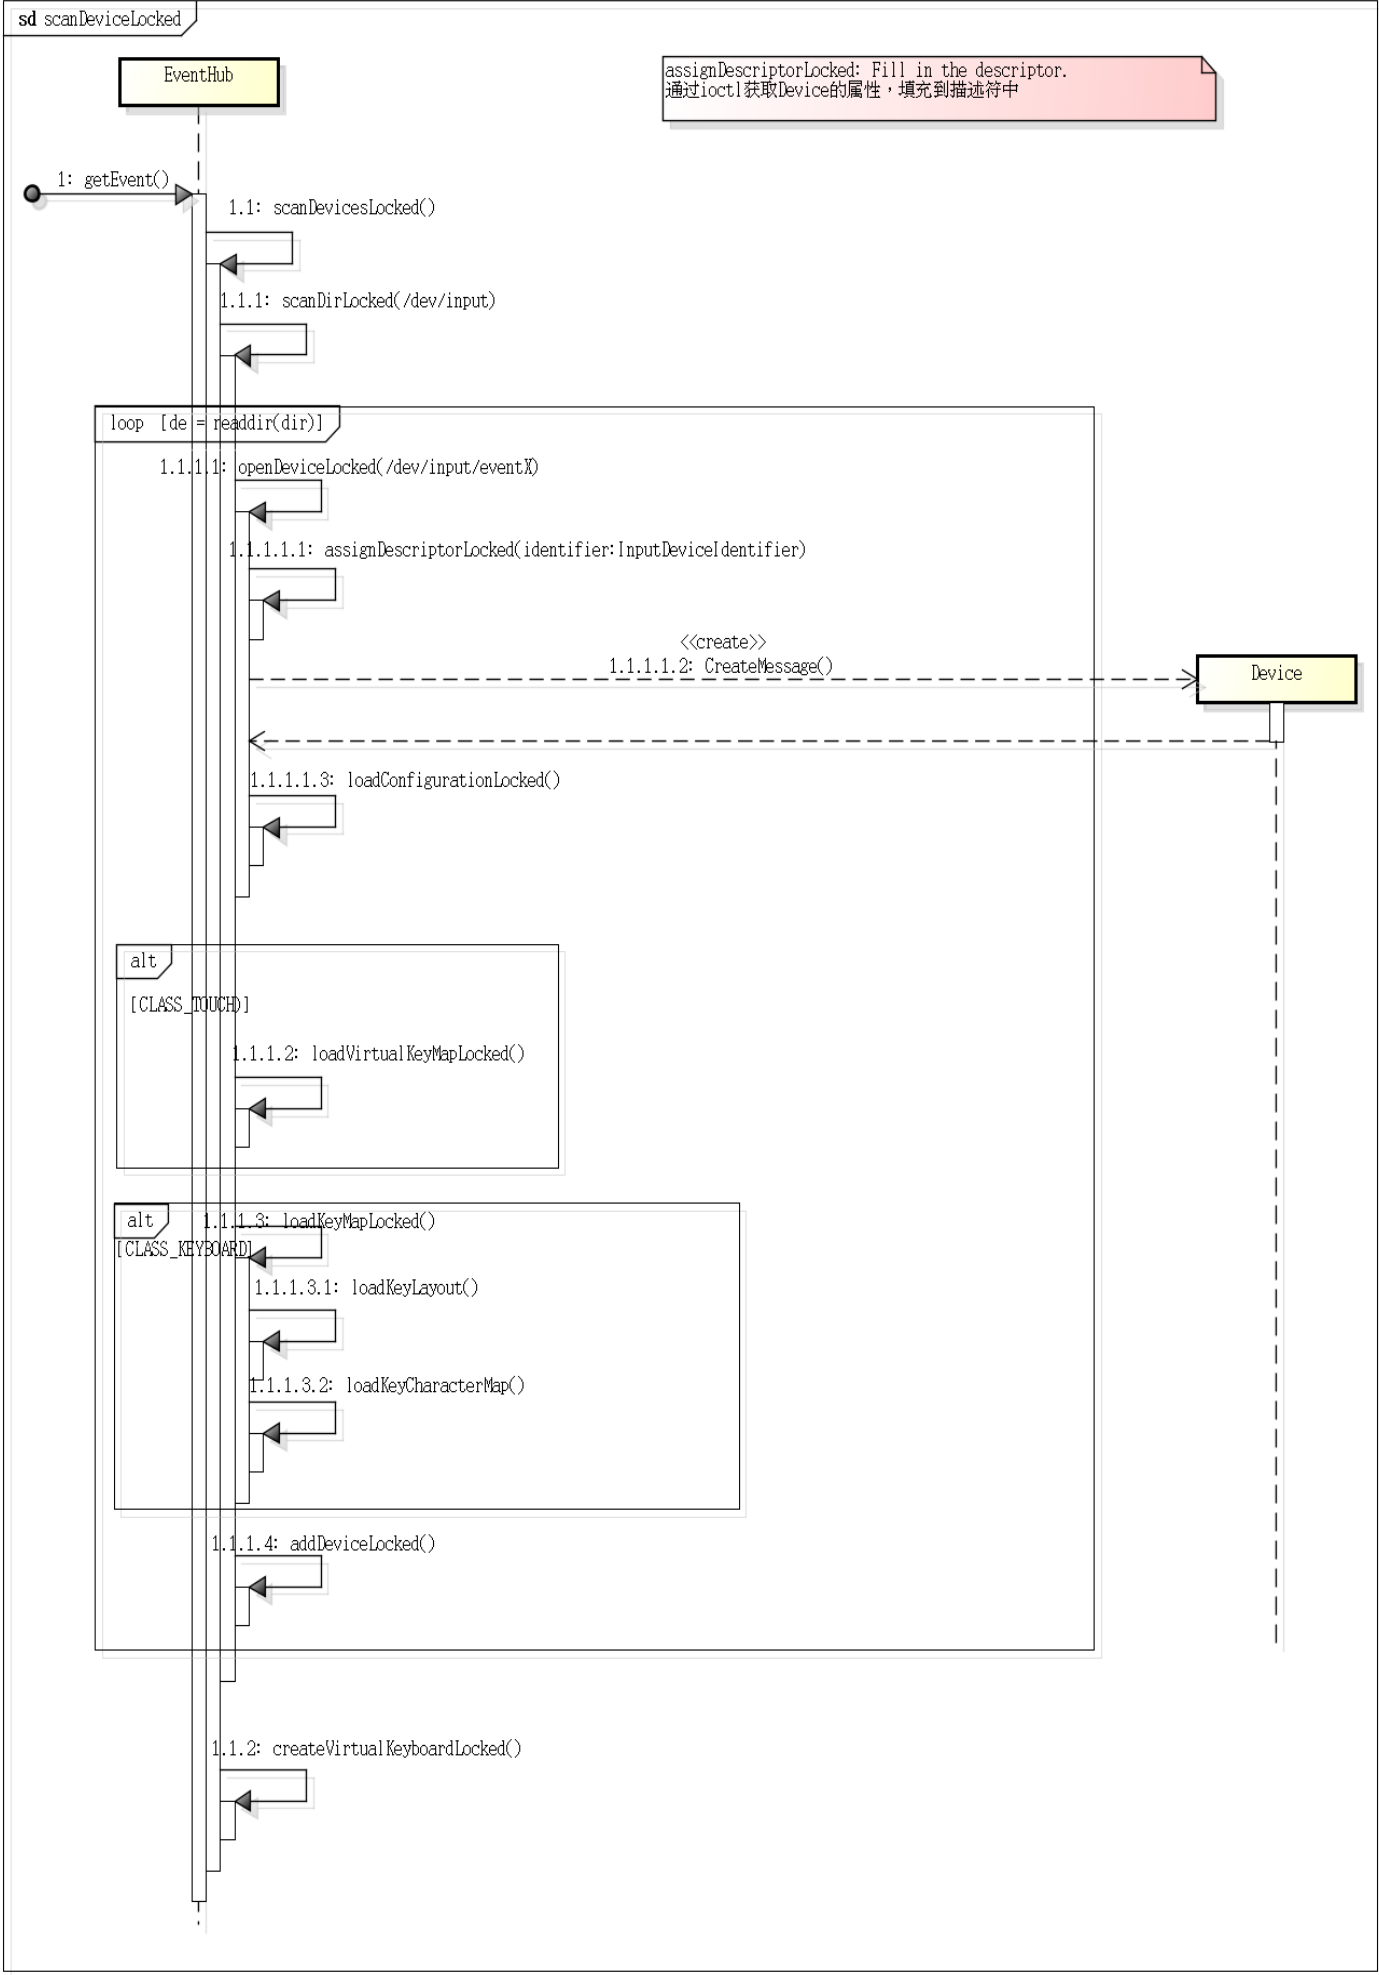 sd scanDeviceLocked
EventHub
assignDescriptorLocked: Fill in the descriptor.
通过ioctl获取Device的属性，填充到描述符中
1: getEvent()
1.1: scanDevicesLocked()
1.1.1: scanDirLocked(/dev/input)
loop [de = readdir(dir)]
1.1.1.1: openDeviceLocked(/dev/input/eventX)
1.1.1.1.1: assignDescriptorLocked(identifier:InputDeviceIdentifier)
<<create>>
1.1.1.1.2: CreateMessage()
Device
1.1.1.1.3: loadConfigurationLocked()
alt
[CLASS_TOUCH)]
1.1.1.2: loadVirtualKeyMapLocked()
alt
1.1.1.3: loadKeyMapLocked()
[CLASS_KEYBOARD]
1.1.1.3.1: loadKeyLayout()
1.1.1.3.2: loadKeyCharacterMap()
1.1.1.4: addDeviceLocked()
1.1.2: createVirtualKeyboardLocked()